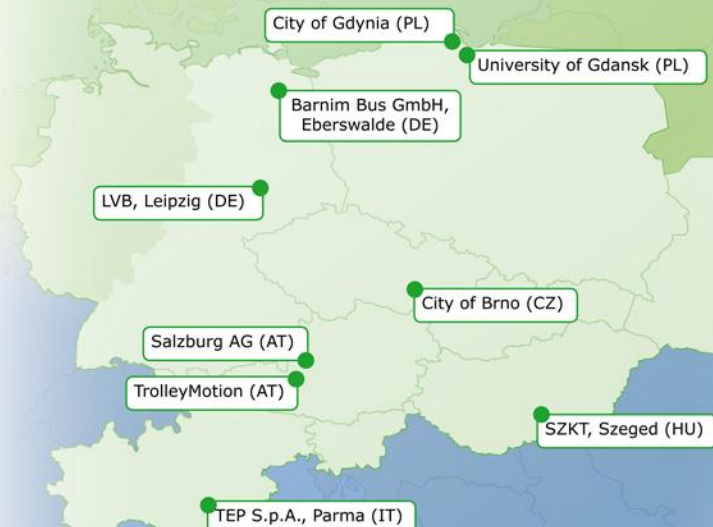 City of Gdynia (PL)
University of Gdansk (PL)
Barnim Bus GmbH,
Eberswalde (DE)
LVB, Leipzig (DE)
City of Brno (CZ)
Salzburg AG (AT)
TrolleyMotion (AT)
SZKT, Szeged (HU)
TEP S.p.A., Parma (IT)